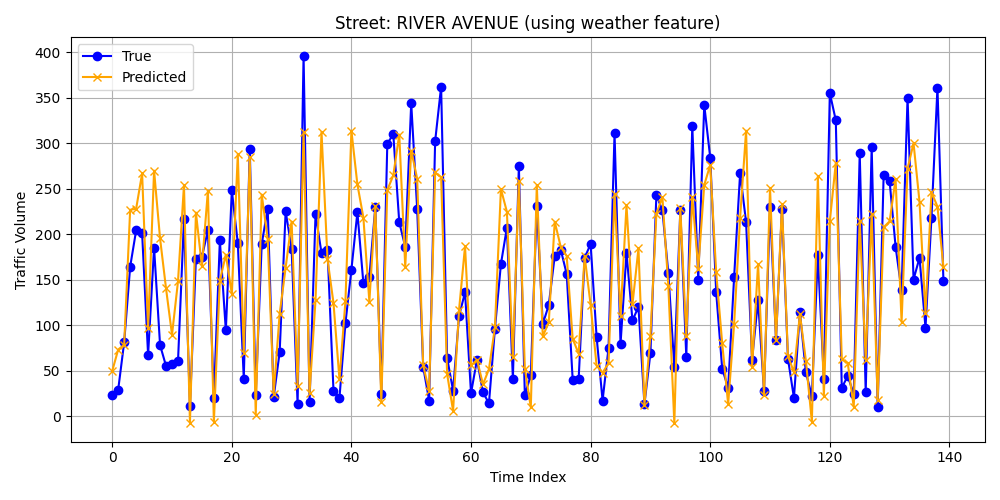 Street: RIVER AVENUE (using weather feature)
True
Predicted
Traffic Volume
400
350
300
250
200
150
100
50
0
0 20 40 60 80 100 120 140
Time Index